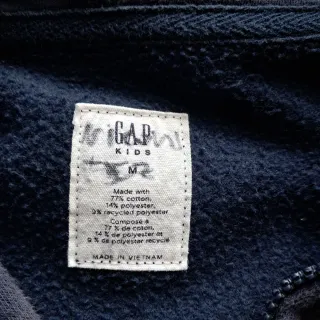 GAP
KIDS
M
Made with
77% cotton,
14% polyester,
9% recycled polyester
Composé à
77 % de coton,
14 % de polyester et
9 % de polyester recyclé
MADE IN VIETNAM